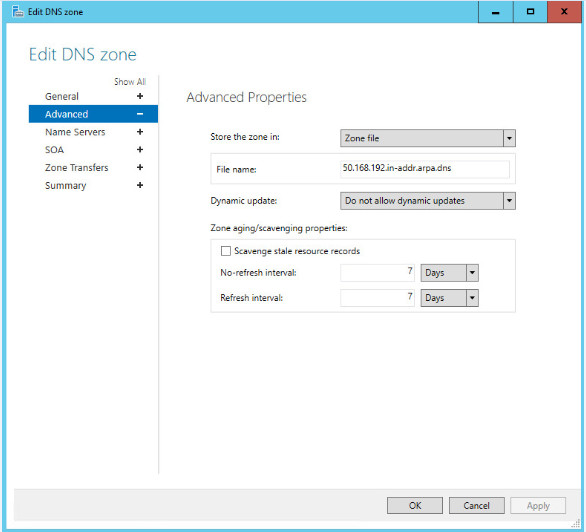 Edit DNS zone
Edit DNS zone
Show All
General +
Advanced −
Name Servers +
SOA +
Zone Transfers +
Summary +
Advanced Properties
Store the zone in: Zone file
File name: 50.168.192.in-addr.arpa.dns
Dynamic update: Do not allow dynamic updates
Zone aging/scavenging properties:
Scavenge stale resource records
No-refresh interval: 7 Days
Refresh interval: 7 Days
OK Cancel Apply